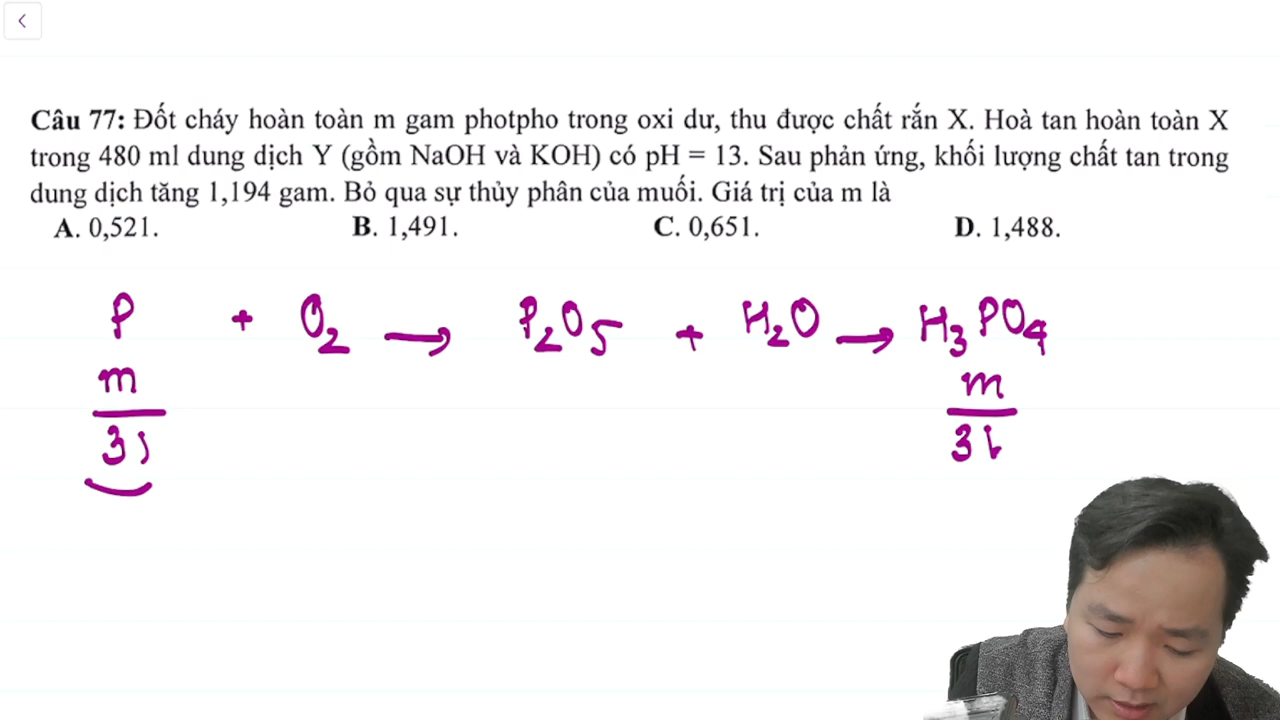 Câu 77: Đốt cháy hoàn toàn m gam photpho trong oxi dư, thu được chất rắn X. Hoà tan hoàn toàn X
trong 480 ml dung dịch Y (gồm NaOH và KOH) có pH = 13. Sau phản ứng, khối lượng chất tan trong
dung dịch tăng 1,194 gam. Bỏ qua sự thủy phân của muối. Giá trị của m là
A. 0,521. B. 1,491. C. 0,651. D. 1,488.
P + O₂ → P₂O₅ + H₂O → H₃PO₄
m m
31 31